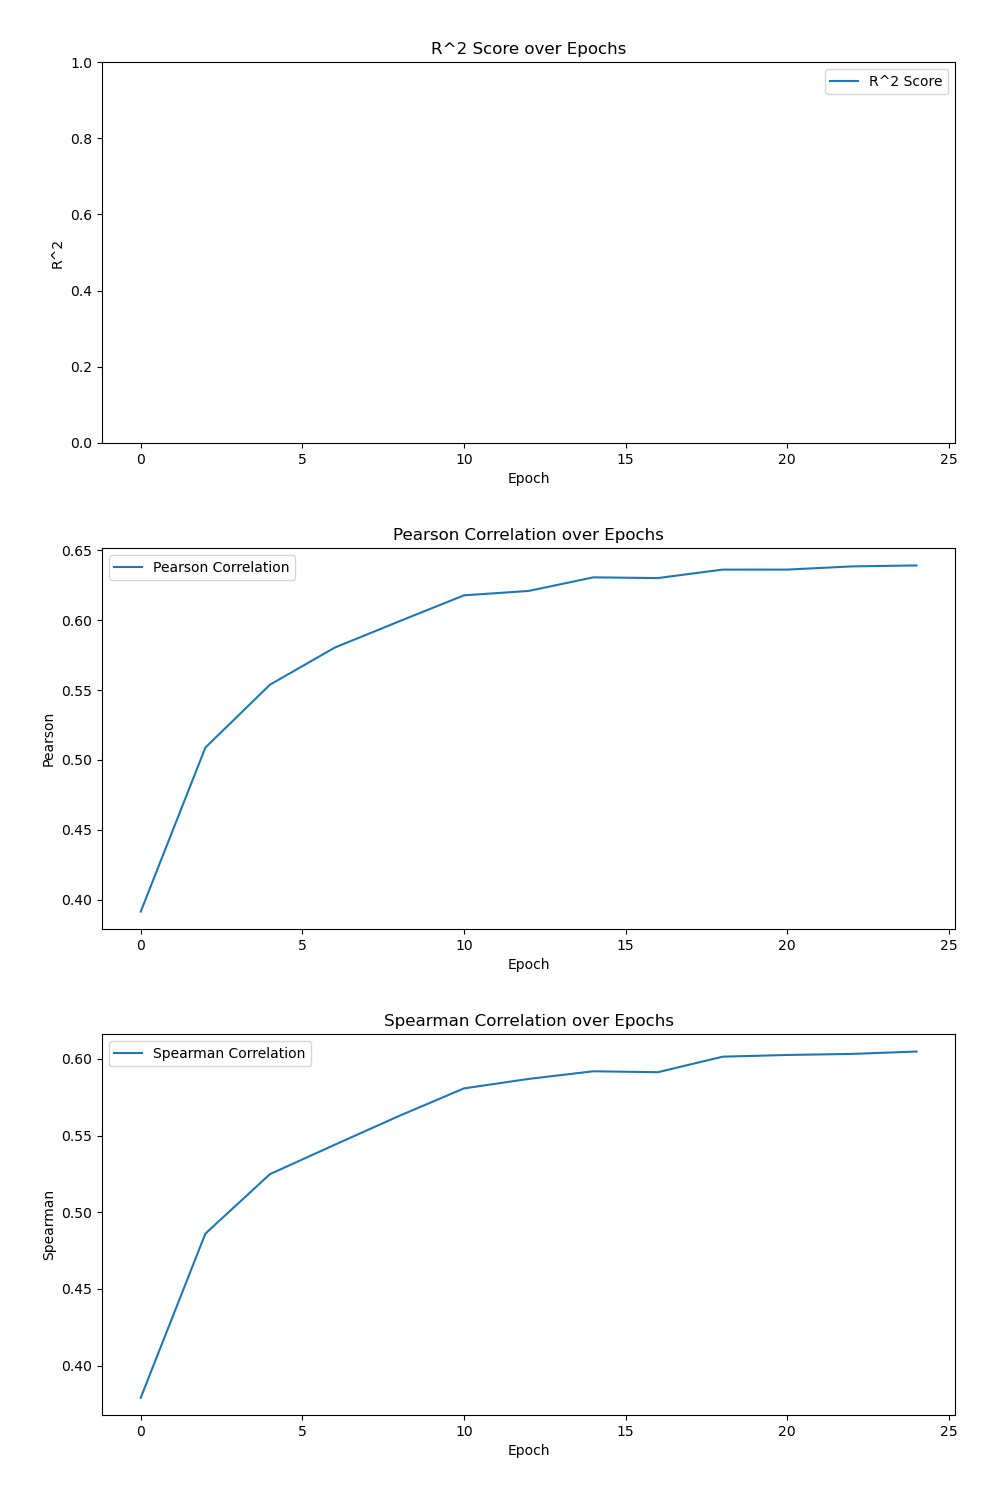 R^2 Score over Epochs
1.0
R^2 Score
0.8
0.6
R^2
0.4
0.2
0.0
0 5 10 15 20 25
Epoch
Pearson Correlation over Epochs
0.65
Pearson Correlation
0.60
0.55
Pearson
0.50
0.45
0.40
0 5 10 15 20 25
Epoch
Spearman Correlation over Epochs
Spearman Correlation
0.60
0.55
0.50
Spearman
0.45
0.40
0 5 10 15 20 25
Epoch